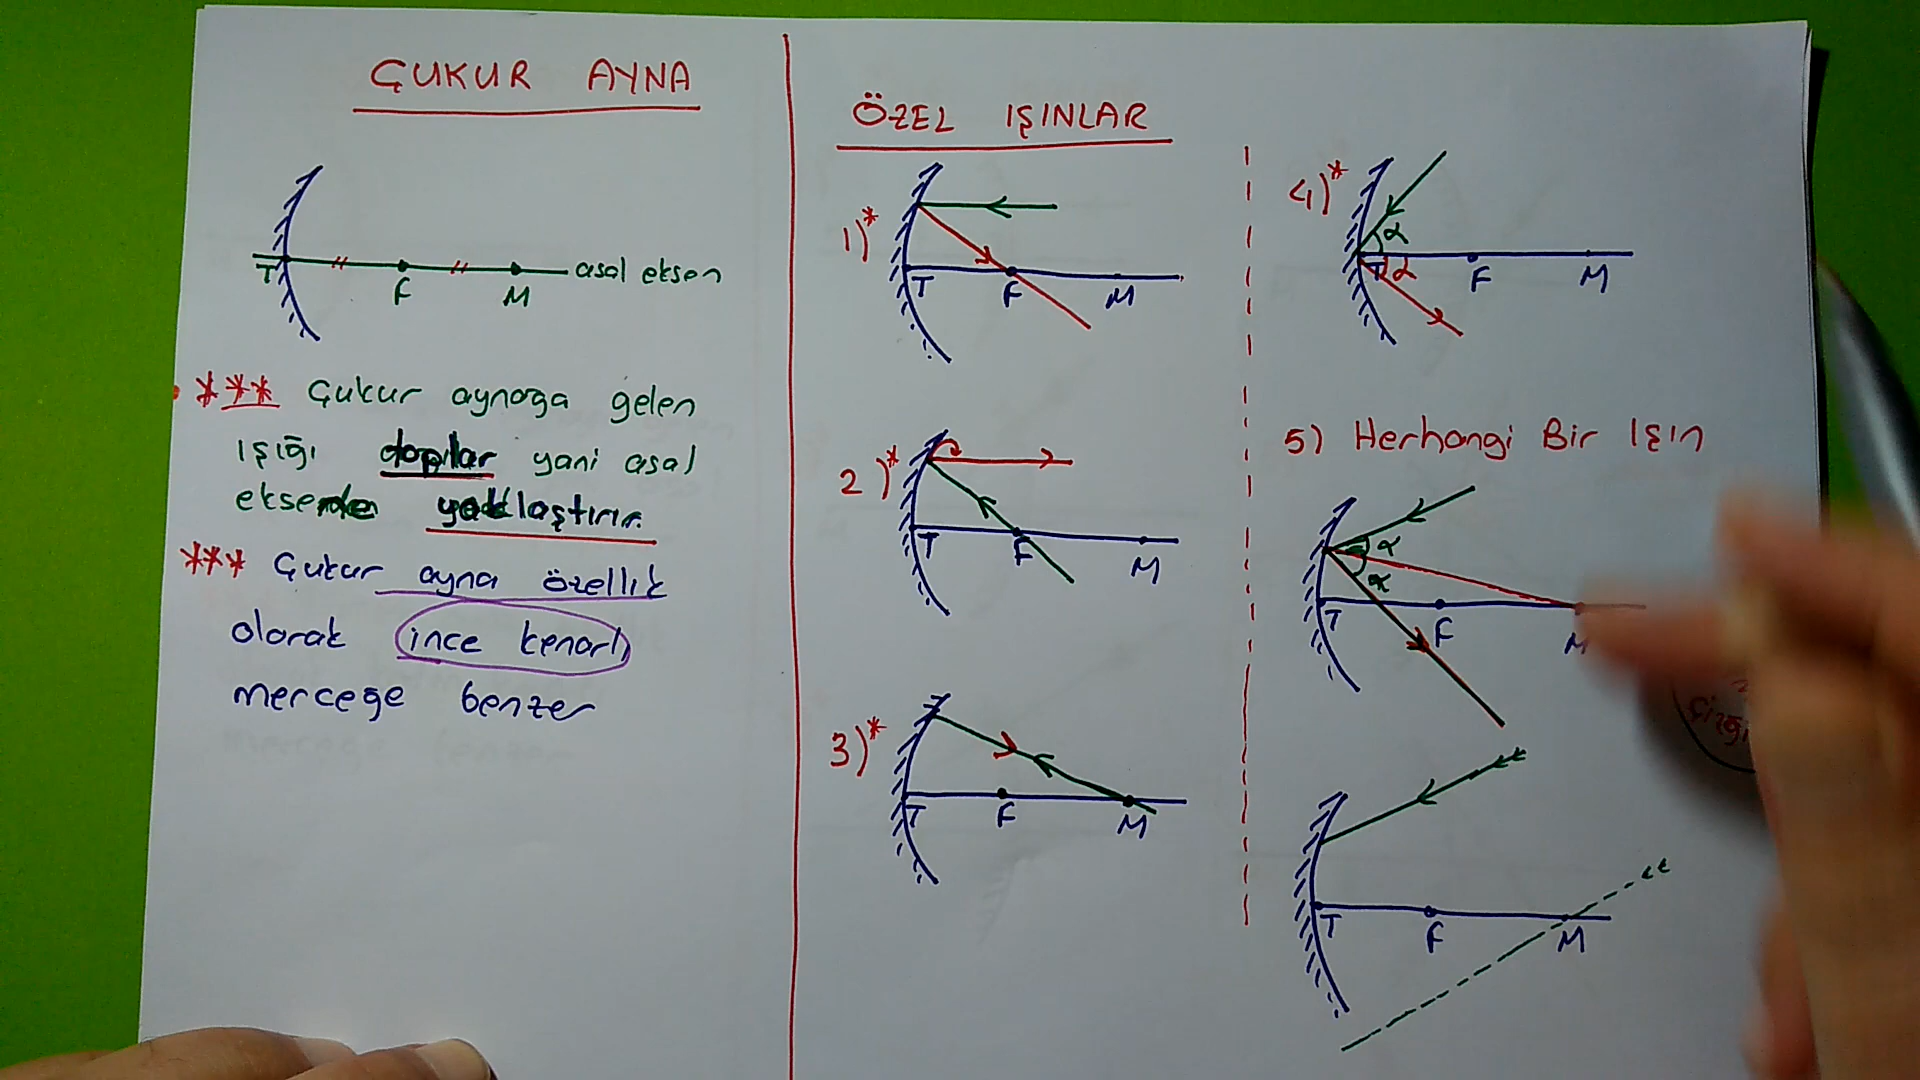 ÇUKUR AYNA
T F M asal eksen
*** Çukur aynaya gelen
ışığı toplar yani asal
eksene yaklaştırır.
*** Çukur ayna özellik
olarak ince kenarlı
merceğe benzer
ÖZEL IŞINLAR
1)*
T F M
2)*
T F M
3)*
T F M
4)*
α
α
T F M
5) Herhangi Bir Işın
α
α
T F M
T F M